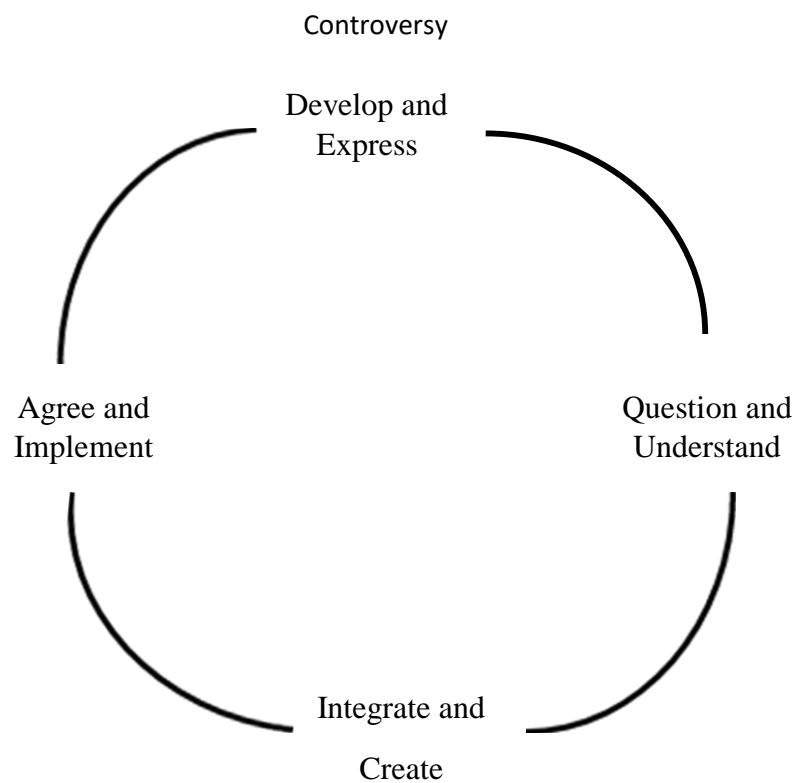 Controversy
Develop and
Express
Agree and
Implement
Question and
Understand
Integrate and
Create